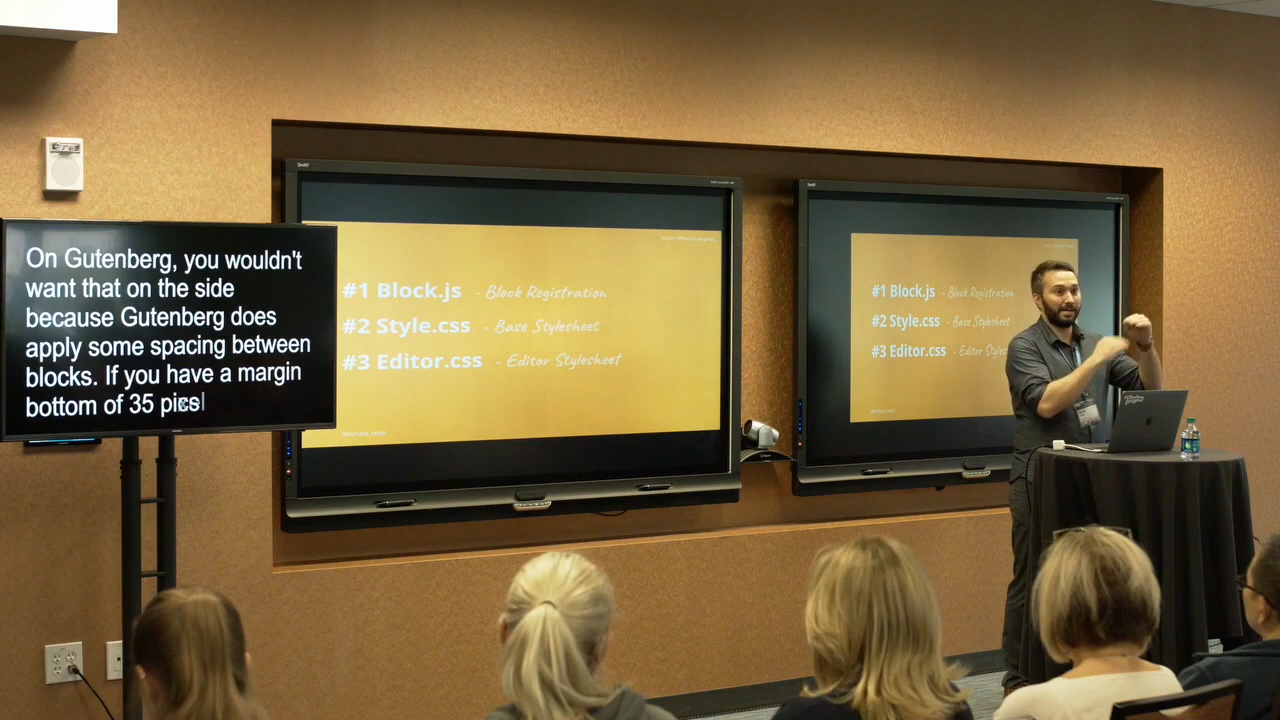 On Gutenberg, you wouldn't
want that on the side
because Gutenberg does
apply some spacing between
blocks. If you have a margin
bottom of 35
#1 Block.js - Block Registration
#2 Style.css - Base Stylesheet
#3 Editor.css - Editor Stylesheet
#1 Block.js - Block Registration
#2 Style.css - Base Stylesheet
#3 Editor.css - Editor